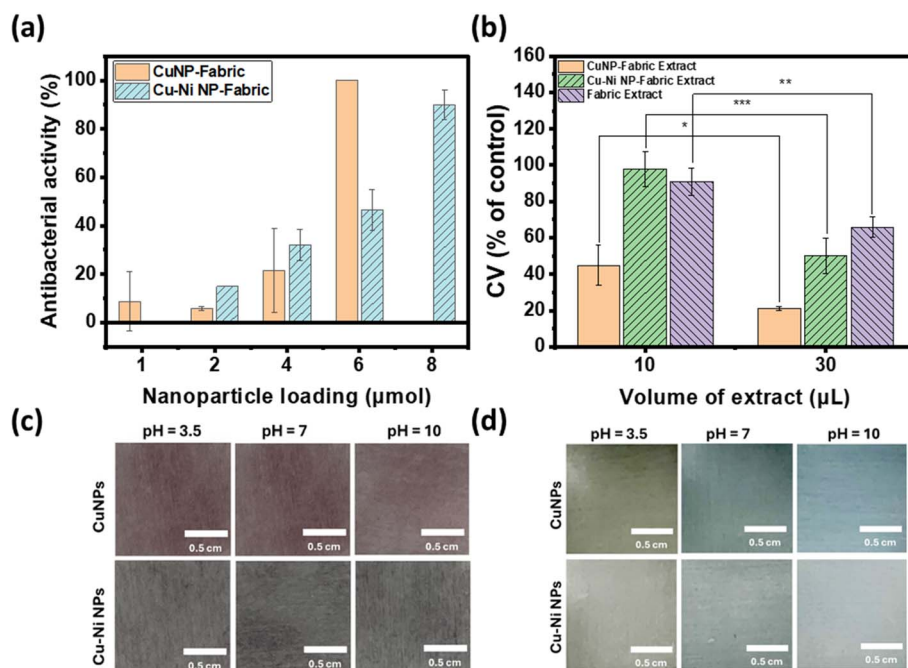 (a)
Antibacterial activity (%)
100
80
60
40
20
0
CuNP-Fabric
Cu-Ni NP-Fabric
1 2 4 6 8
Nanoparticle loading (μmol)
(b)
CV (% of control)
160
140
120
100
80
60
40
20
0
CuNP-Fabric Extract
Cu-Ni NP-Fabric Extract
Fabric Extract
**
***
*
10 30
Volume of extract (μL)
(c)
pH = 3.5 pH = 7 pH = 10
CuNPs
0.5 cm 0.5 cm 0.5 cm
Cu-Ni NPs
0.5 cm 0.5 cm 0.5 cm
(d)
pH = 3.5 pH = 7 pH = 10
CuNPs
0.5 cm 0.5 cm 0.5 cm
Cu-Ni NPs
0.5 cm 0.5 cm 0.5 cm